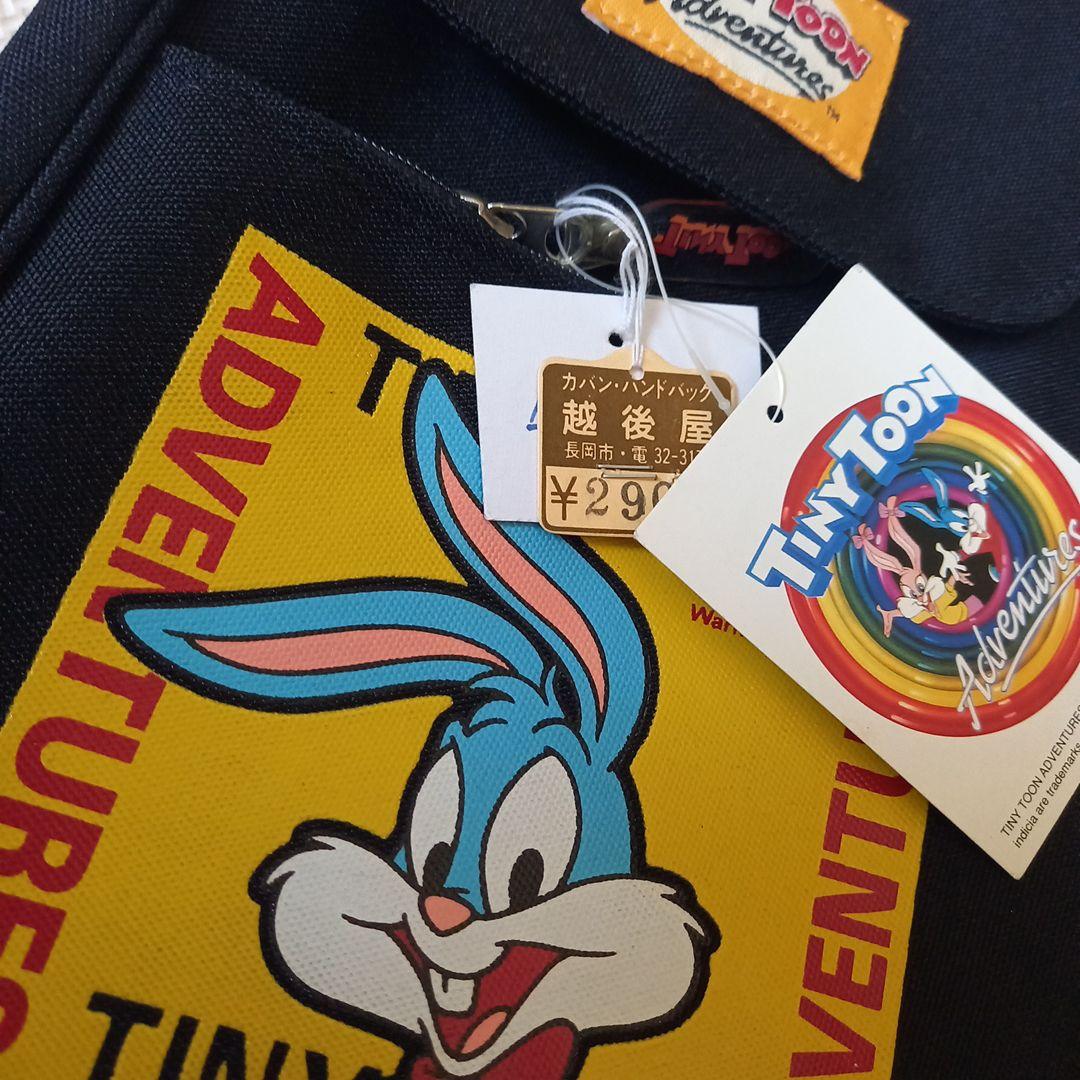 TOON
Adventures
TM
ADVENTURES
カバン・ハンドバッグ
越後屋
長岡市・電 32-31
¥290
TINY TOON
Adventures
TINY TOON ADVENTURES
indicia are trademarks
VENTU
TINY